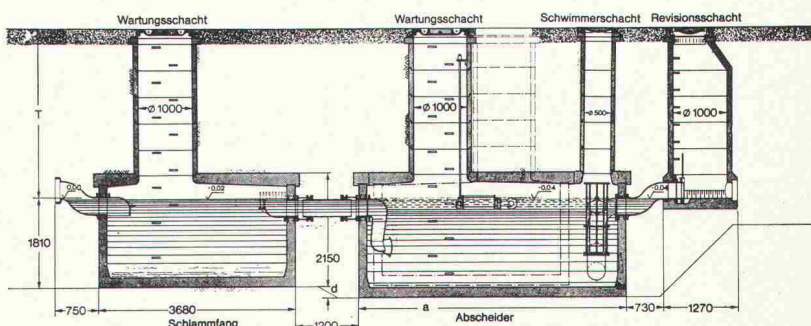 Wartungsschacht
Wartungsschacht
Schwimmerschacht
Revisionsschacht
T
Ø 1000
Ø 1000
Ø 500
Ø 1000
±0,0
-0,02
-0,04
-0,04
1810
2150
d
750
3680
1200
a
730
1270
Schlammfang
Abscheider